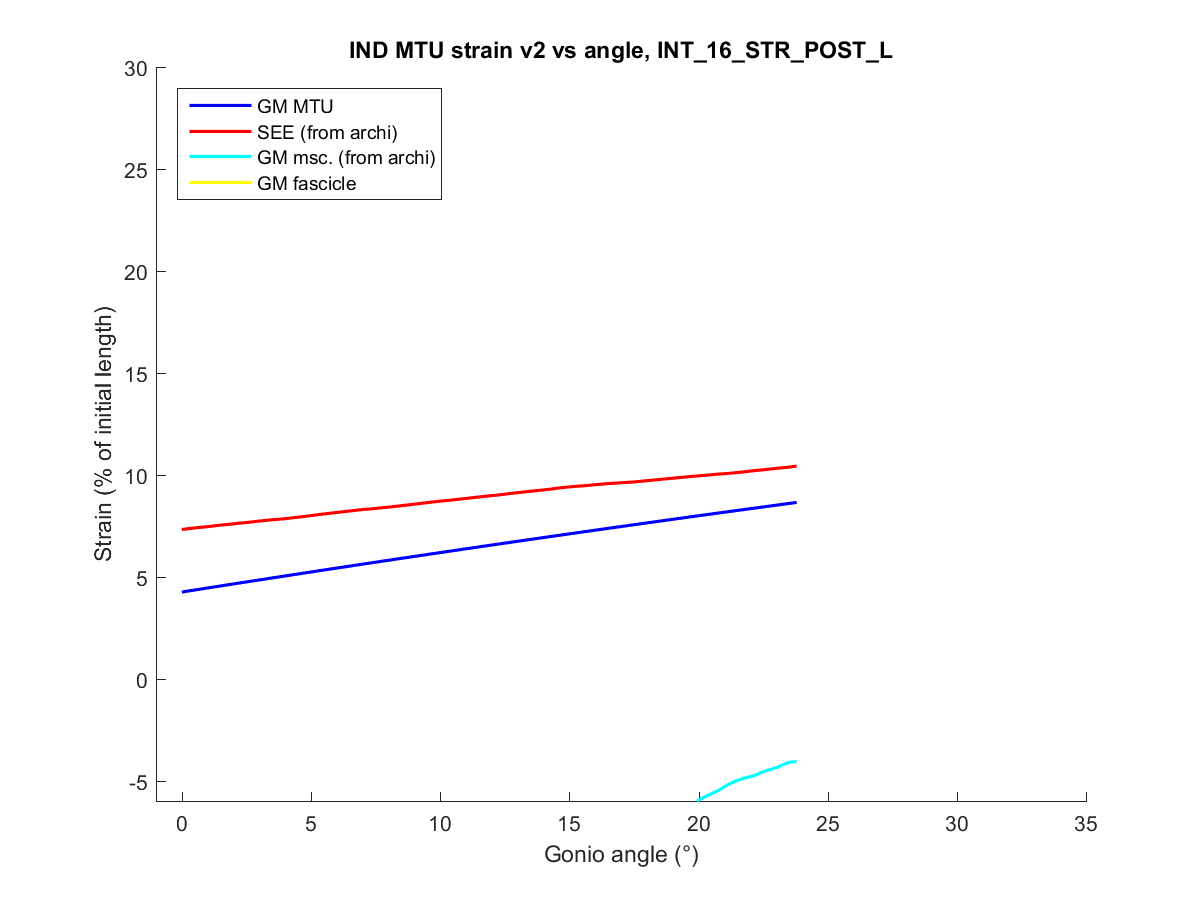 IND MTU strain v2 vs angle, INT_16_STR_POST_L
GM MTU
SEE (from archi)
GM msc. (from archi)
GM fascicle
Strain (% of initial length)
30
25
20
15
10
5
0
-5
0 5 10 15 20 25 30 35
Gonio angle (°)